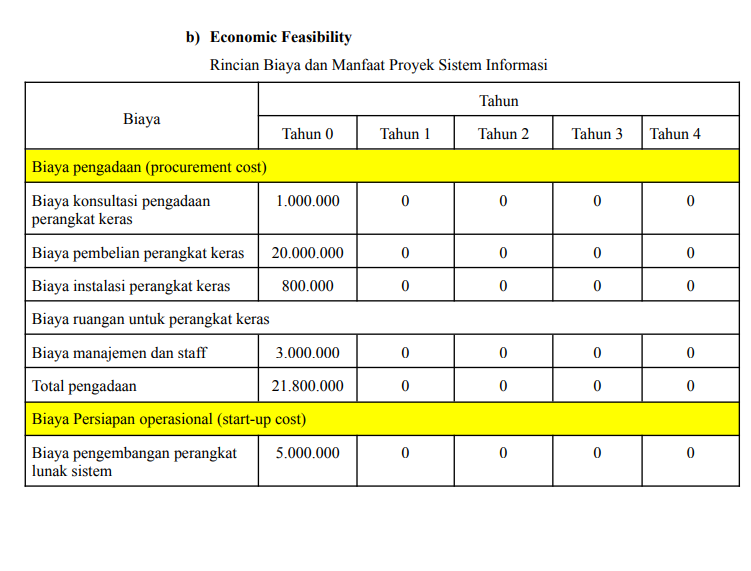 b) Economic Feasibility
Rincian Biaya dan Manfaat Proyek Sistem Informasi
Biaya
Tahun
Tahun 0 Tahun 1 Tahun 2 Tahun 3 Tahun 4
Biaya pengadaan (procurement cost)
Biaya konsultasi pengadaan 1.000.000 0 0 0 0
perangkat keras
Biaya pembelian perangkat keras 20.000.000 0 0 0 0
Biaya instalasi perangkat keras 800.000 0 0 0 0
Biaya ruangan untuk perangkat keras
Biaya manajemen dan staff 3.000.000 0 0 0 0
Total pengadaan 21.800.000 0 0 0 0
Biaya Persiapan operasional (start-up cost)
Biaya pengembangan perangkat 5.000.000 0 0 0 0
lunak sistem